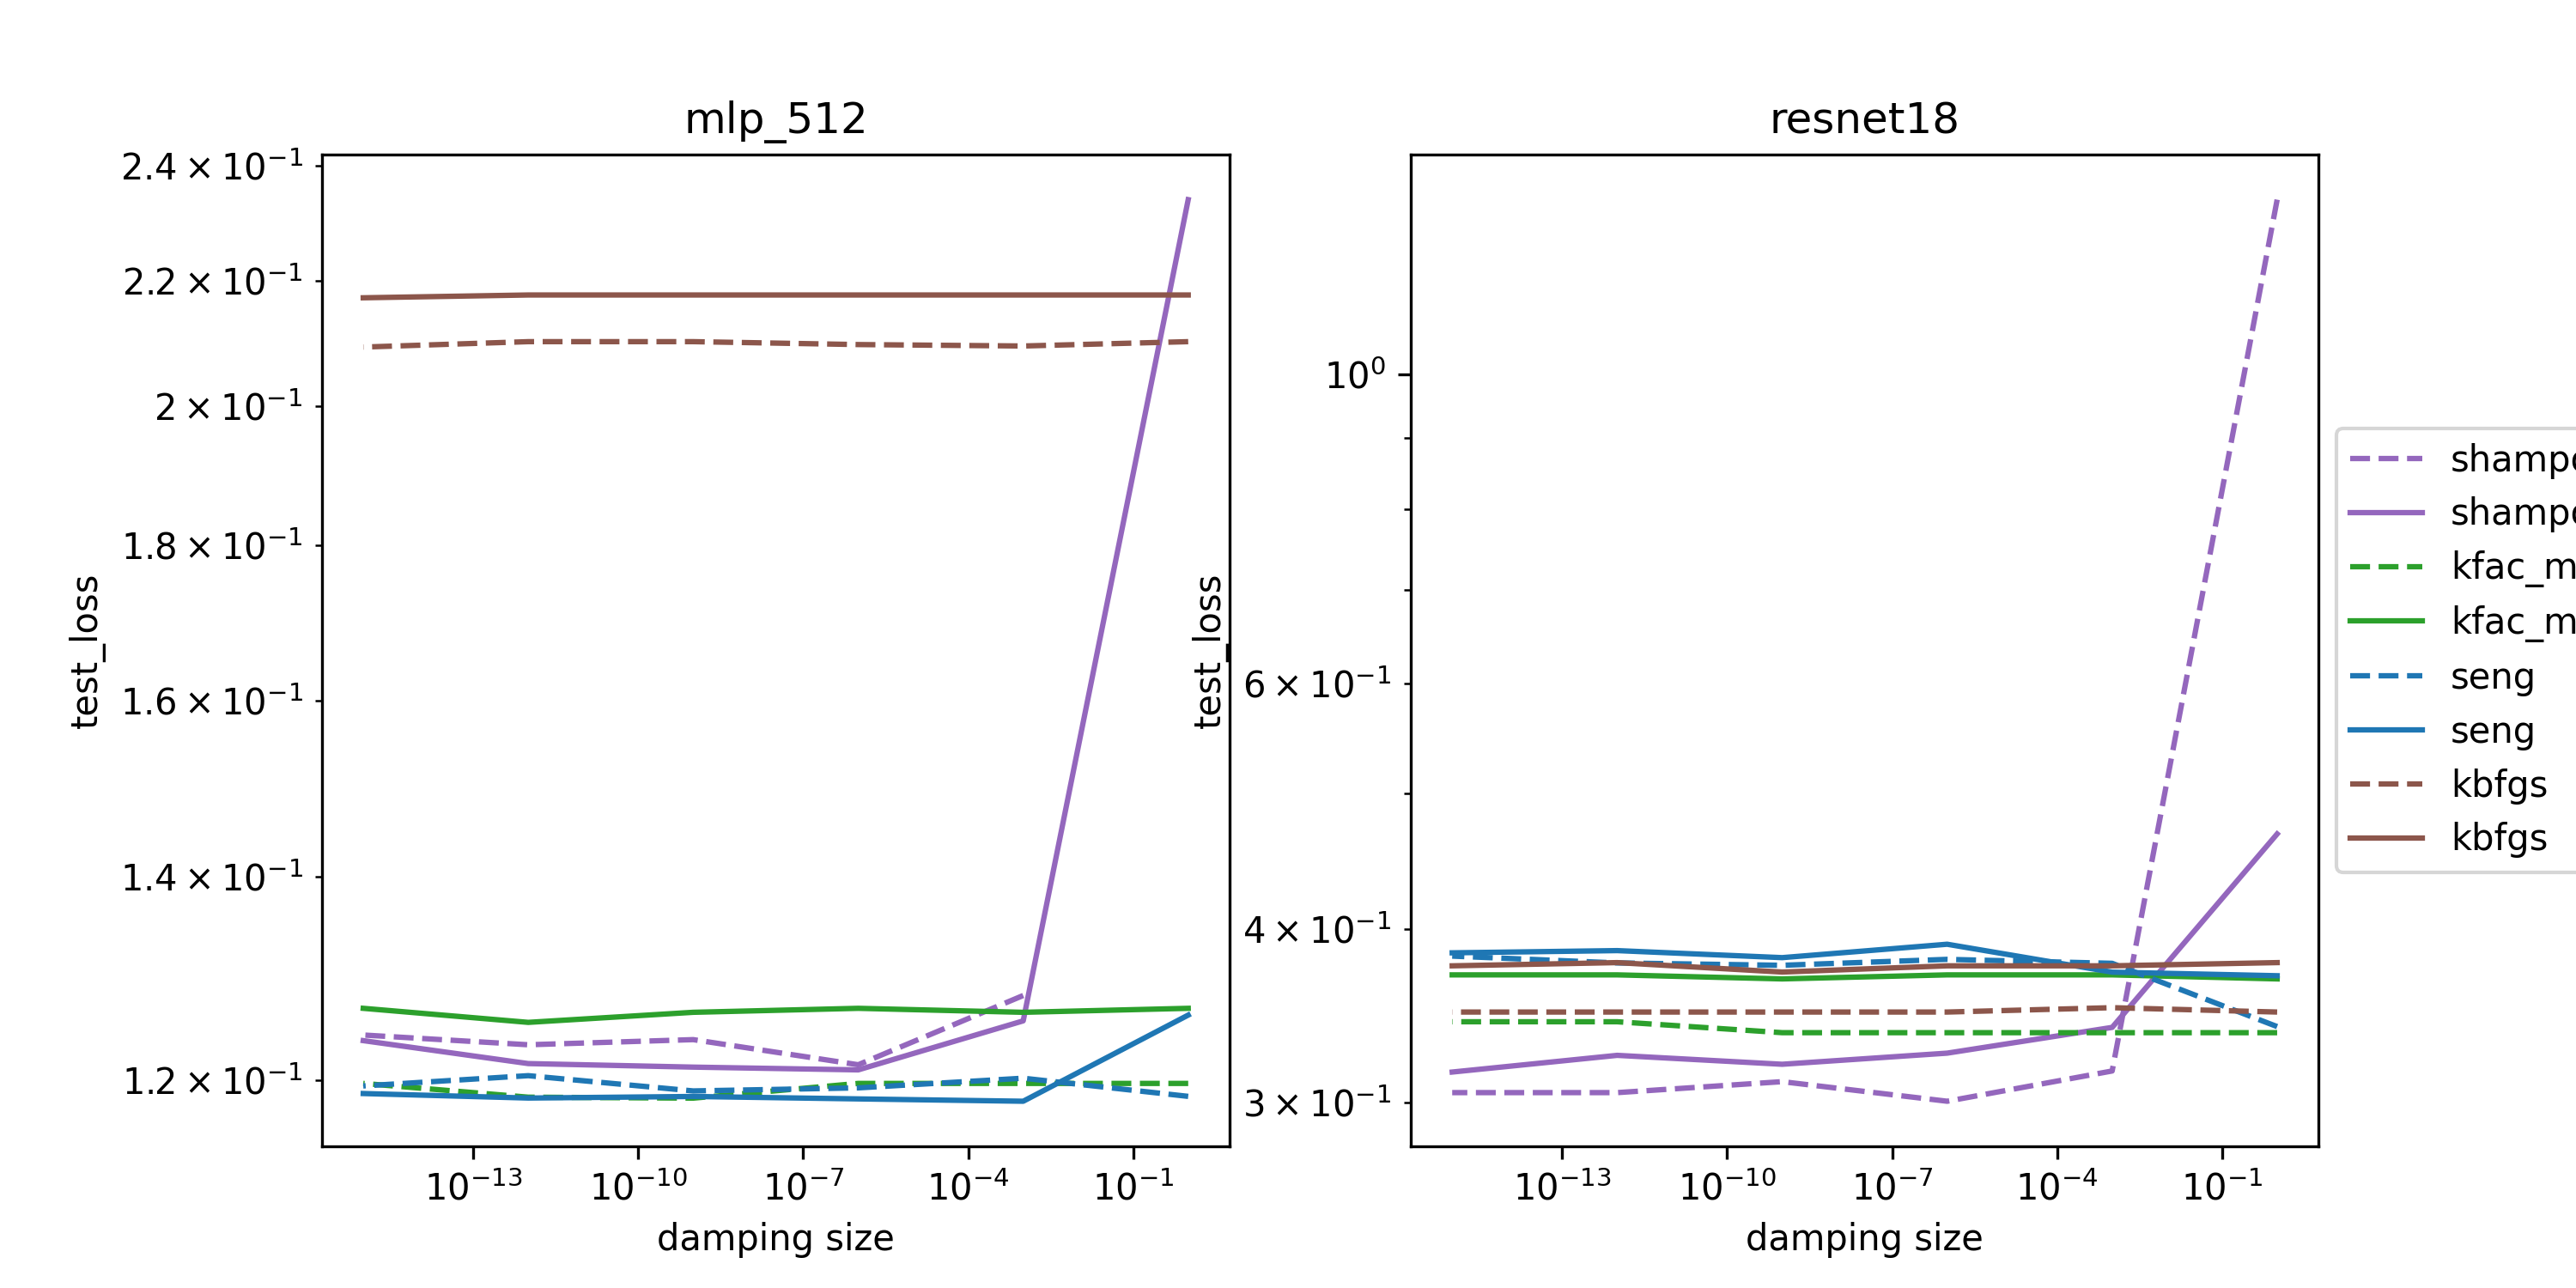 mlp_512
resnet18
2.4 × 10⁻¹
2.2 × 10⁻¹
2 × 10⁻¹
1.8 × 10⁻¹
1.6 × 10⁻¹
1.4 × 10⁻¹
1.2 × 10⁻¹
test_loss
10⁻¹³
10⁻¹⁰
10⁻⁷
10⁻⁴
10⁻¹
damping size
10⁰
6 × 10⁻¹
4 × 10⁻¹
3 × 10⁻¹
test_loss
10⁻¹³
10⁻¹⁰
10⁻⁷
10⁻⁴
10⁻¹
damping size
seng
seng
kbfgs
kbfgs